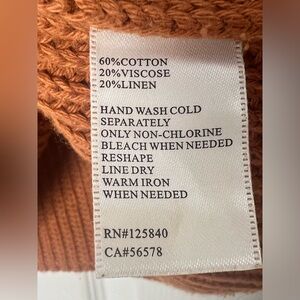 60%COTTON
20%VISCOSE
20%LINEN
HAND WASH COLD
SEPARATELY
ONLY NON-CHLORINE
BLEACH WHEN NEEDED
RESHAPE
LINE DRY
WARM IRON
WHEN NEEDED
RN#125840
CA#56578